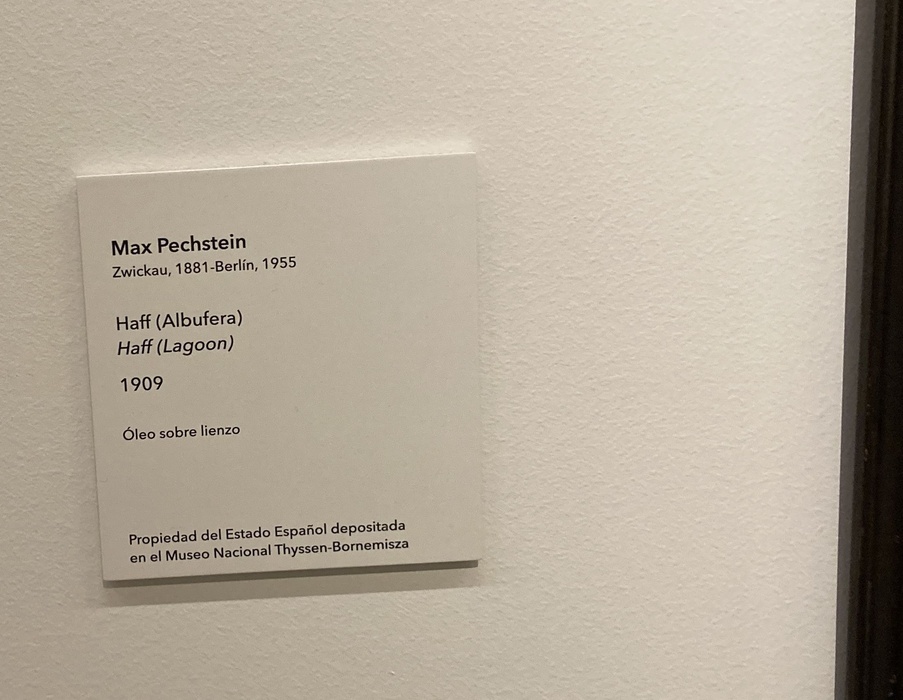 Max Pechstein
Zwickau, 1881-Berlín, 1955
Haff (Albufera)
Haff (Lagoon)
1909
Óleo sobre lienzo
Propiedad del Estado Español depositada
en el Museo Nacional Thyssen-Bornemisza